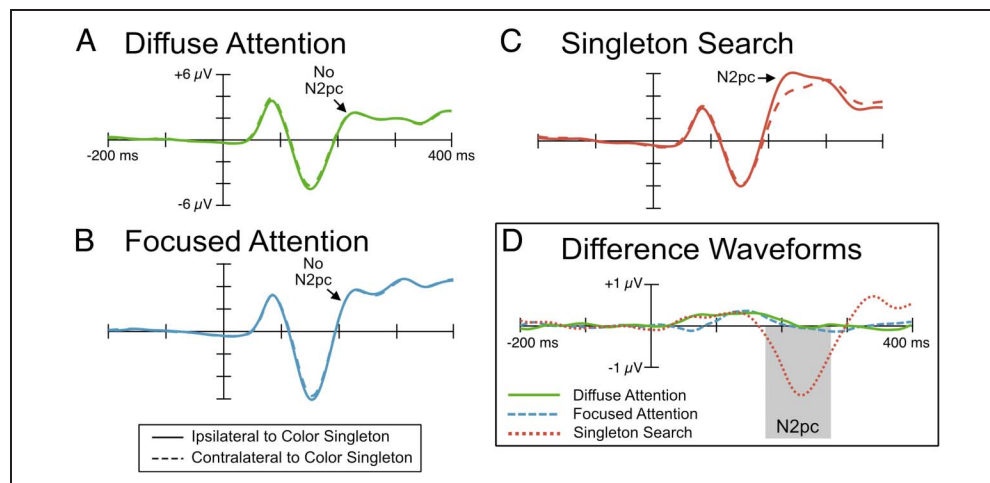 A Diffuse Attention
+6 µV
No
N2pc
-200 ms
400 ms
-6 µV
B Focused Attention
No
N2pc
Ipsilateral to Color Singleton
Contralateral to Color Singleton
C Singleton Search
N2pc
D Difference Waveforms
+1 µV
-200 ms
400 ms
-1 µV
Diffuse Attention
Focused Attention
Singleton Search
N2pc